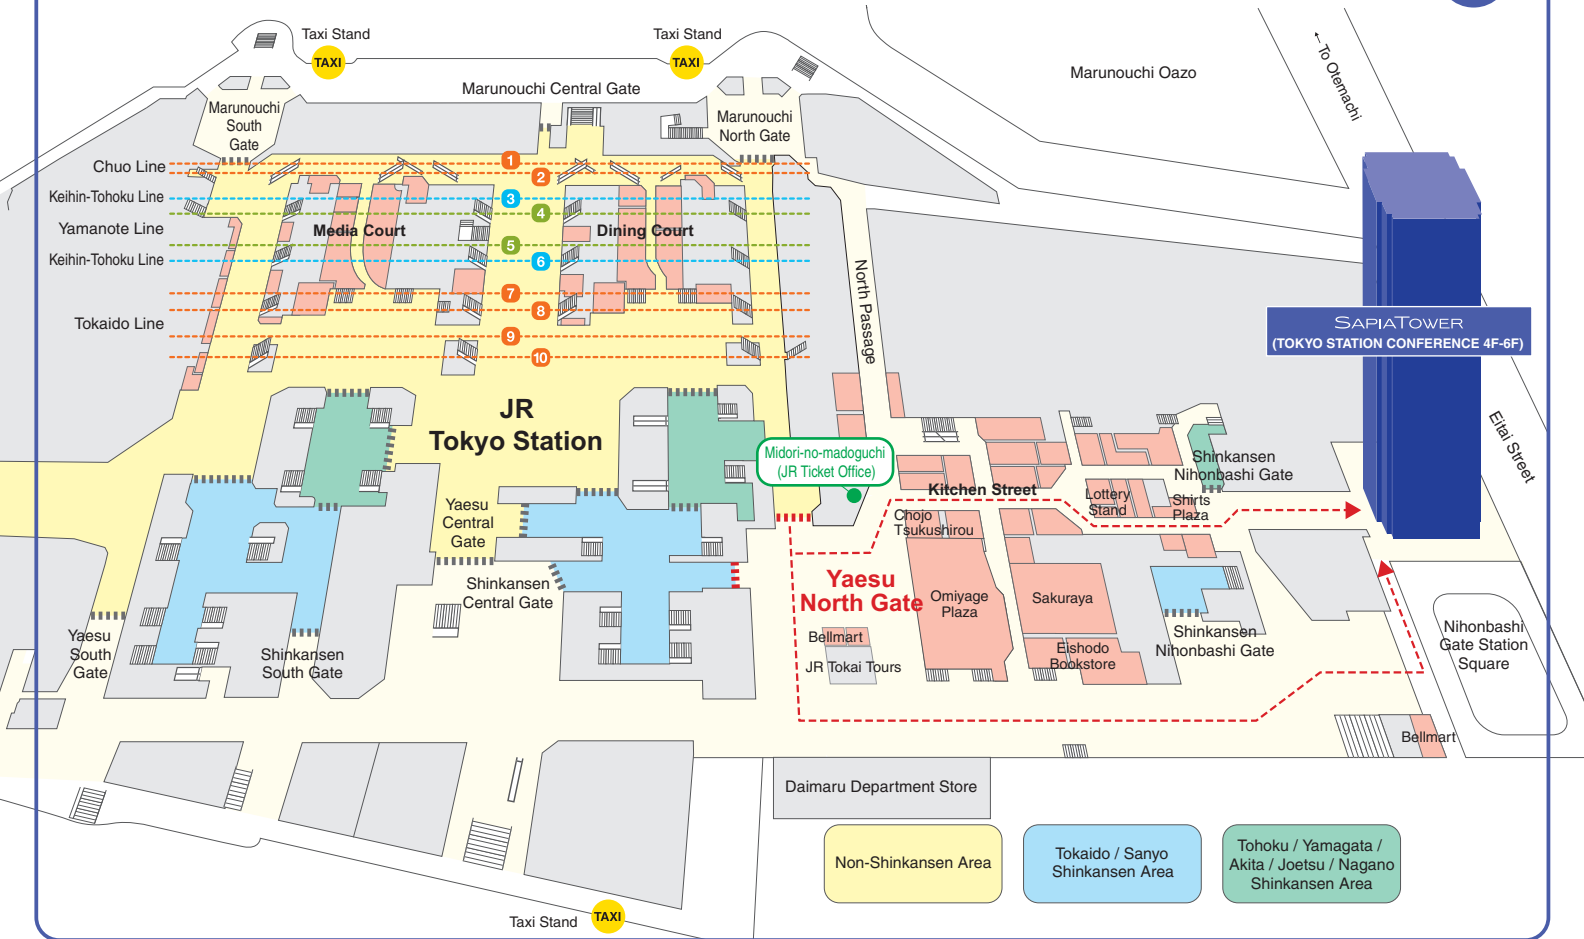 Taxi Stand
TAXI
Taxi Stand
TAXI
← To Otemachi
Marunouchi Oazo
Marunouchi Central Gate
Marunouchi
South
Gate
Marunouchi
North Gate
Chuo Line
1
2
Keihin-Tohoku Line
3
4
Yamanote Line
Media Court
Dining Court
5
Keihin-Tohoku Line
6
7
8
Tokaido Line
9
10
North Passage
SAPIATOWER
(TOKYO STATION CONFERENCE 4F-6F)
Eitai Street
JR
Tokyo Station
Midori-no-madoguchi
(JR Ticket Office)
Shinkansen
Nihonbashi Gate
Kitchen Street
Lottery
Stand
Shirts
Plaza
Chojo
Tsukushirou
Yaesu
Central
Gate
Shinkansen
Central Gate
Yaesu
North Gate
Omiyage
Plaza
Sakuraya
Bellmart
JR Tokai Tours
Eishodo
Bookstore
Shinkansen
Nihonbashi Gate
Nihonbashi
Gate Station
Square
Yaesu
South
Gate
Shinkansen
South Gate
Bellmart
Daimaru Department Store
Non-Shinkansen Area
Tokaido / Sanyo
Shinkansen Area
Tohoku / Yamagata /
Akita / Joetsu / Nagano
Shinkansen Area
Taxi Stand
TAXI